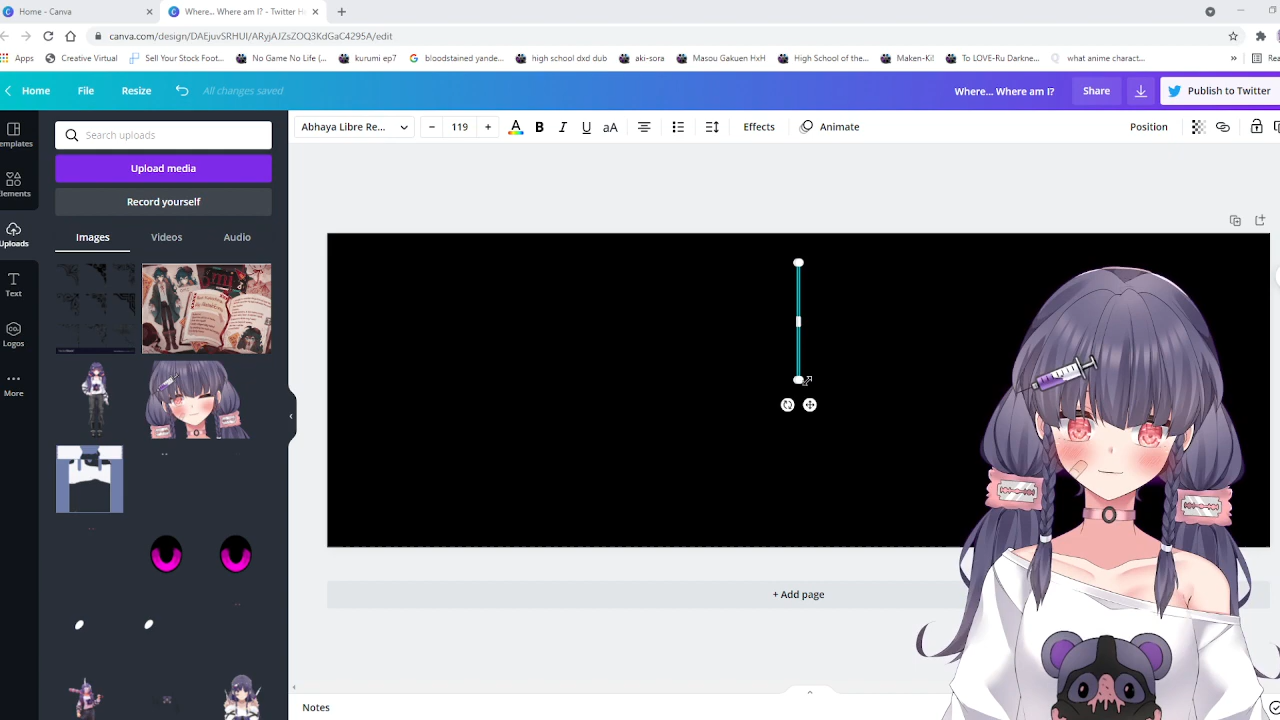 Home - Canva
Where... Where am I? - Twitter H
canva.com/design/DAEjuvSRHUI/ARyjAJZsZOQ3KdGaC4295A/edit
Apps
Creative Virtual
Sell Your Stock Foot...
No Game No Life (...
kurumi ep7
bloodstained yande...
high school dxd dub
aki-sora
Masou Gakuen HxH
High School of the...
Maken-Ki!
To LOVE-Ru Darkne...
what anime charact...
»
Home
File
Resize
All changes saved
Where... Where am I?
Share
Publish to Twitter
Abhaya Libre Re...
119
B
I
U
aA
Effects
Animate
Position
Search uploads
Upload media
Record yourself
Images
Videos
Audio
Uploads
Text
Logos
More
+ Add page
Notes